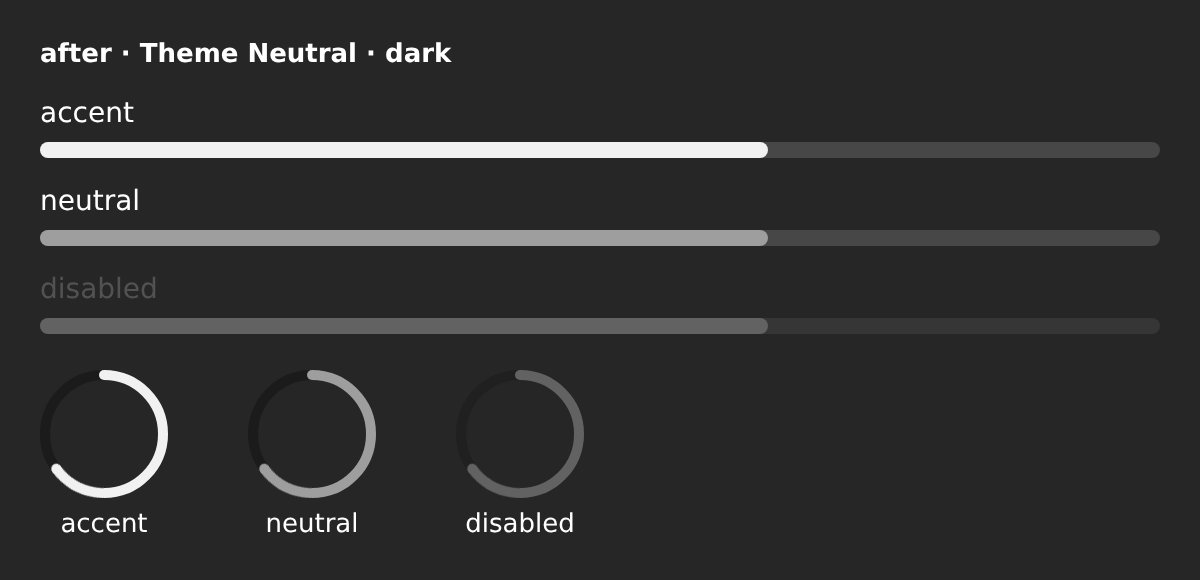 after · Theme Neutral · dark
accent
neutral
disabled
accent neutral disabled